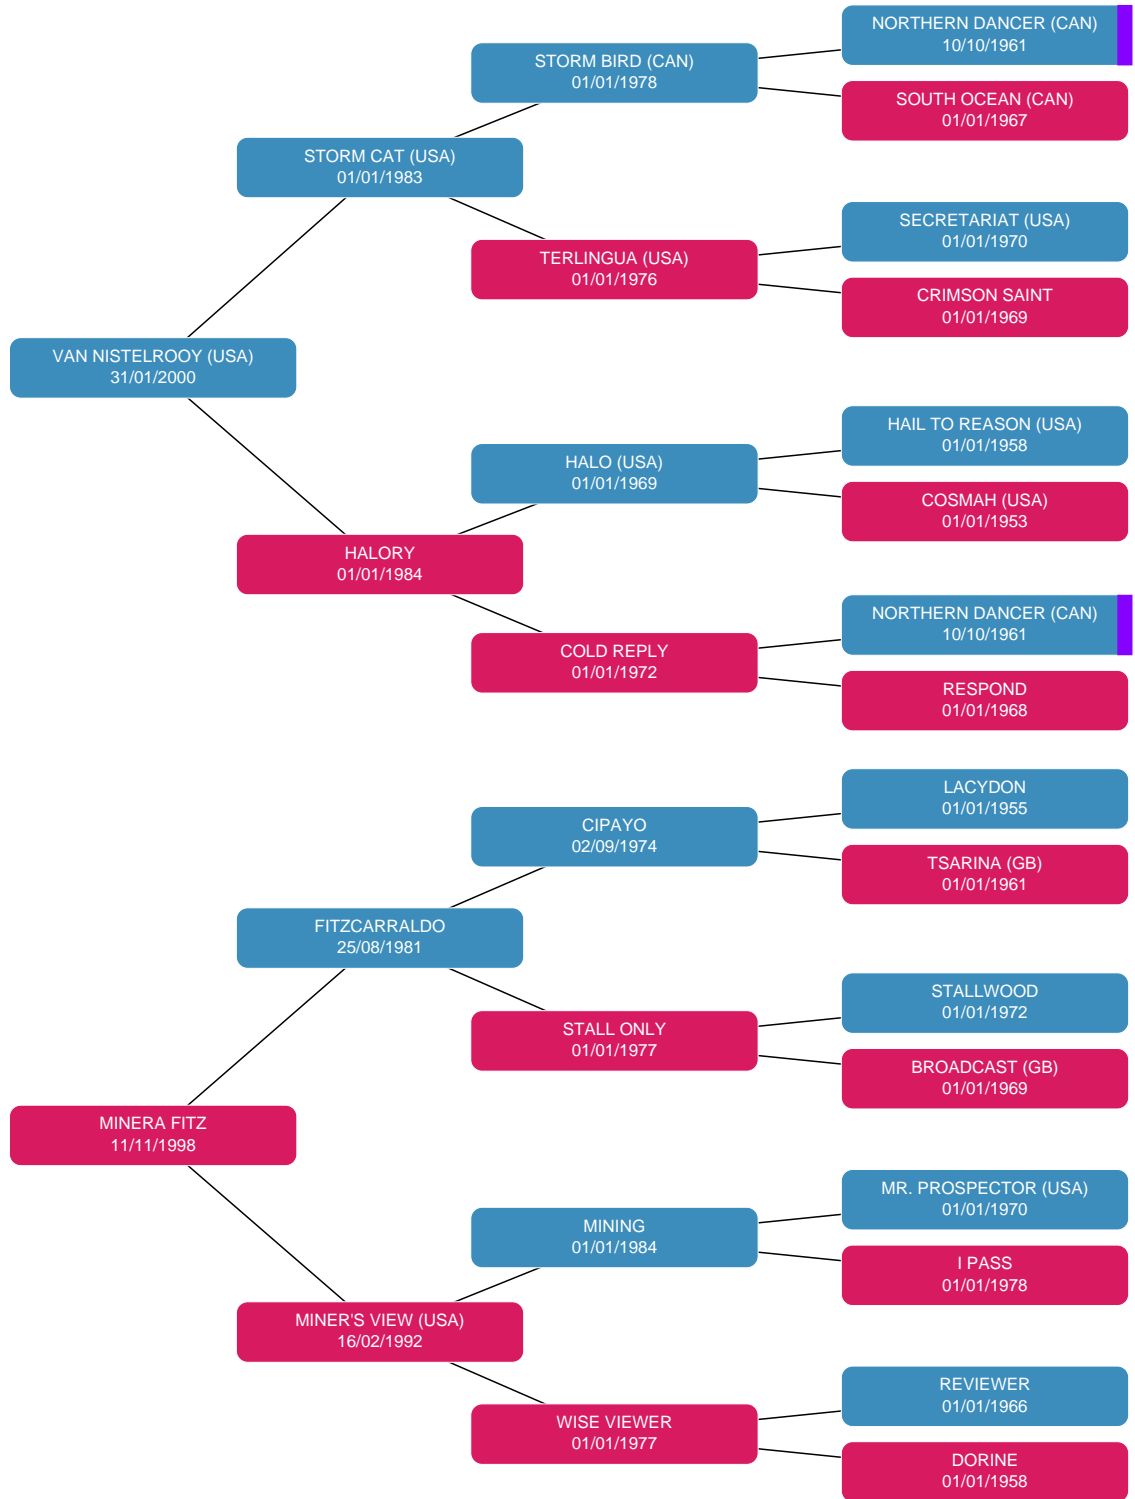 NORTHERN DANCER (CAN)
10/10/1961
STORM BIRD (CAN)
01/01/1978
SOUTH OCEAN (CAN)
01/01/1967
STORM CAT (USA)
01/01/1983
SECRETARIAT (USA)
01/01/1970
TERLINGUA (USA)
01/01/1976
CRIMSON SAINT
01/01/1969
VAN NISTELROOY (USA)
31/01/2000
HAIL TO REASON (USA)
01/01/1958
HALO (USA)
01/01/1969
COSMAH (USA)
01/01/1953
HALORY
01/01/1984
NORTHERN DANCER (CAN)
10/10/1961
COLD REPLY
01/01/1972
RESPOND
01/01/1968
LACYDON
01/01/1955
CIPAYO
02/09/1974
TSARINA (GB)
01/01/1961
FITZCARRALDO
25/08/1981
STALLWOOD
01/01/1972
STALL ONLY
01/01/1977
BROADCAST (GB)
01/01/1969
MINERA FITZ
11/11/1998
MR. PROSPECTOR (USA)
01/01/1970
MINING
01/01/1984
I PASS
01/01/1978
MINER'S VIEW (USA)
16/02/1992
REVIEWER
01/01/1966
WISE VIEWER
01/01/1977
DORINE
01/01/1958